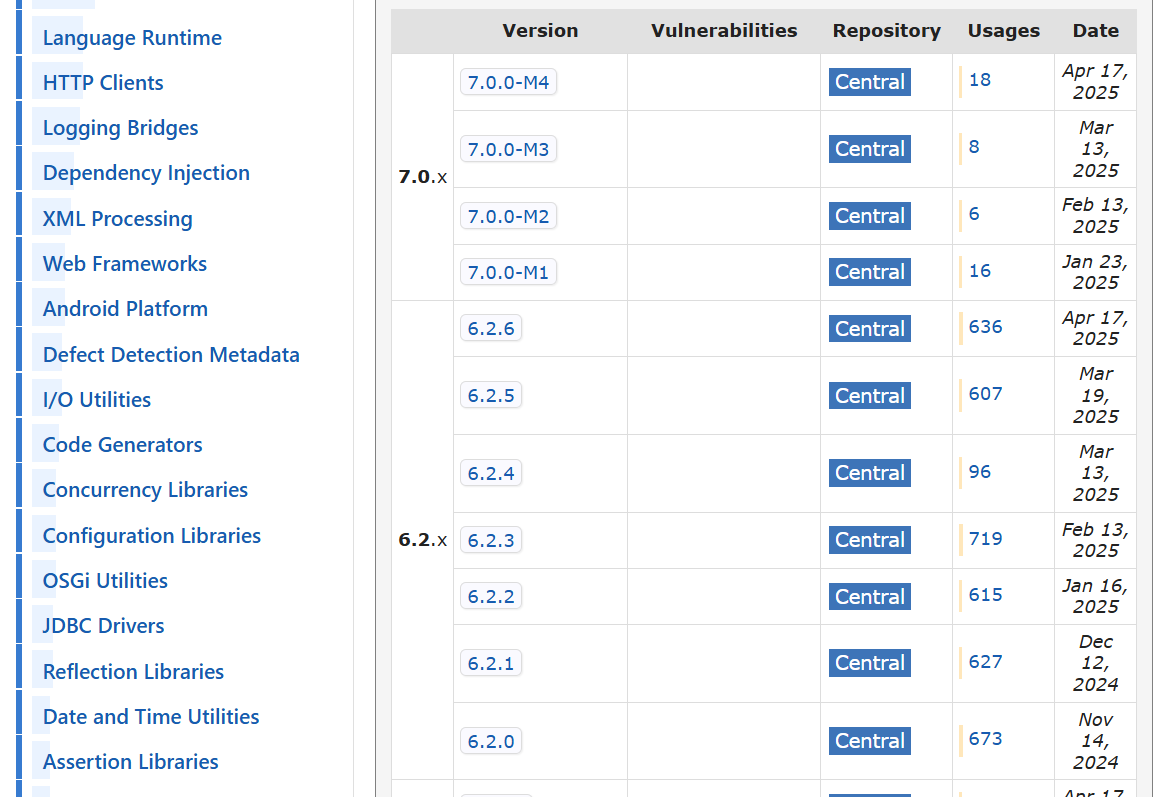 Language Runtime
HTTP Clients
Logging Bridges
Dependency Injection
XML Processing
Web Frameworks
Android Platform
Defect Detection Metadata
I/O Utilities
Code Generators
Concurrency Libraries
Configuration Libraries
OSGi Utilities
JDBC Drivers
Reflection Libraries
Date and Time Utilities
Assertion Libraries
Version Vulnerabilities Repository Usages Date
7.0.x
7.0.0-M4 Central 18 Apr 17,
2025
7.0.0-M3 Central 8 Mar
13,
2025
7.0.0-M2 Central 6 Feb 13,
2025
7.0.0-M1 Central 16 Jan 23,
2025
6.2.x
6.2.6 Central 636 Apr 17,
2025
6.2.5 Central 607 Mar
19,
2025
6.2.4 Central 96 Mar
13,
2025
6.2.3 Central 719 Feb 13,
2025
6.2.2 Central 615 Jan 16,
2025
6.2.1 Central 627 Dec
12,
2024
6.2.0 Central 673 Nov
14,
2024
Apr 17,